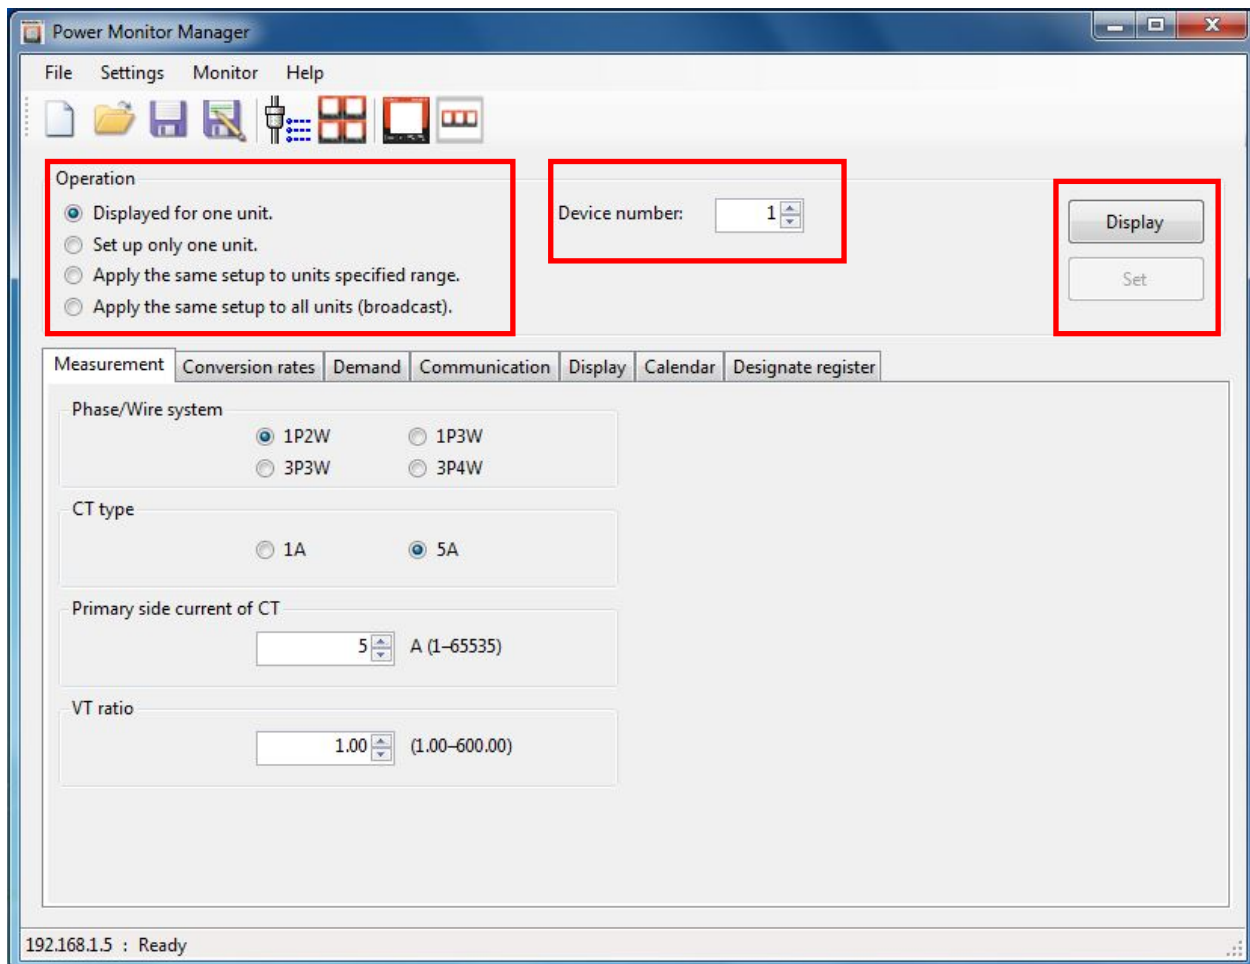 Power Monitor Manager
File Settings Monitor Help
Operation
Displayed for one unit.
Set up only one unit.
Apply the same setup to units specified range.
Apply the same setup to all units (broadcast).
Device number: 1
Display
Set
Measurement Conversion rates Demand Communication Display Calendar Designate register
Phase/Wire system
1P2W 1P3W
3P3W 3P4W
CT type
1A 5A
Primary side current of CT
5 A (1–65535)
VT ratio
1.00 (1.00–600.00)
192.168.1.5 : Ready